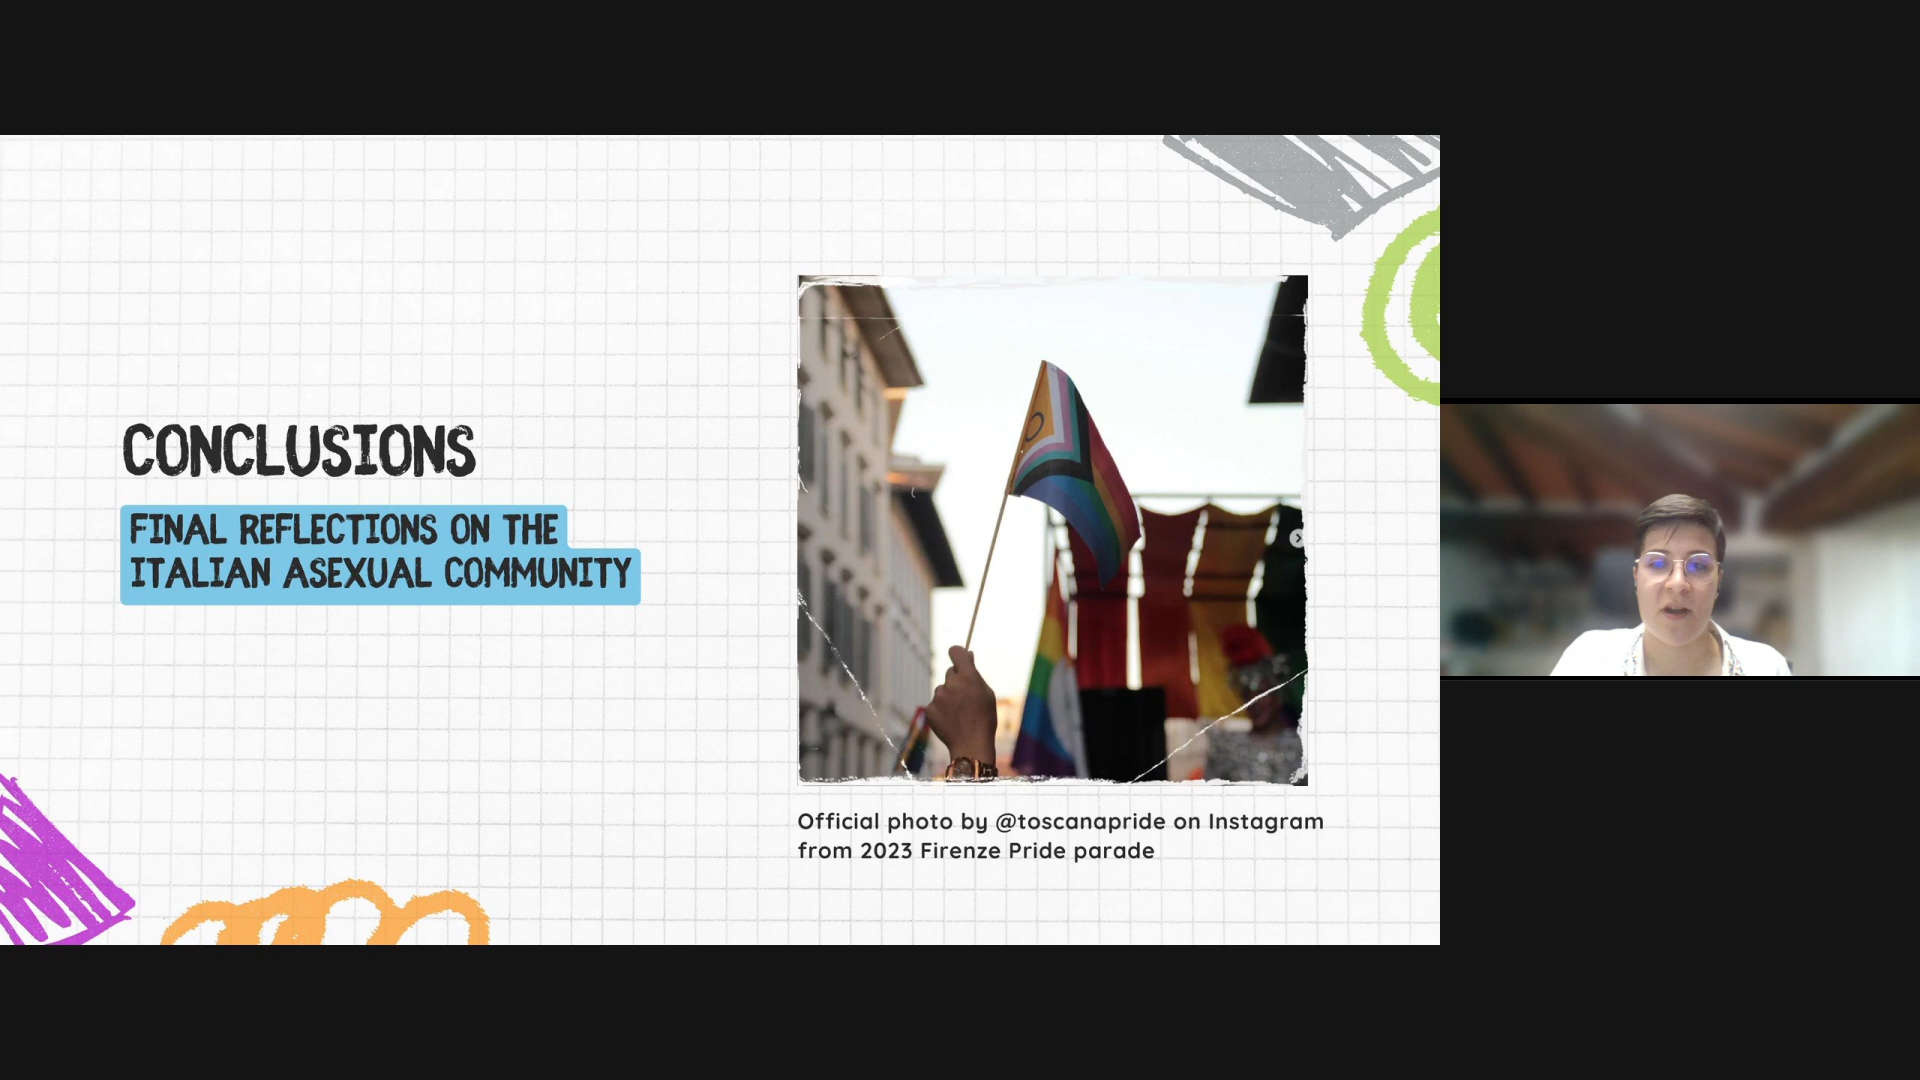 CONCLUSIONS
FINAL REFLECTIONS ON THE
ITALIAN ASEXUAL COMMUNITY
Official photo by @toscanapride on Instagram
from 2023 Firenze Pride parade